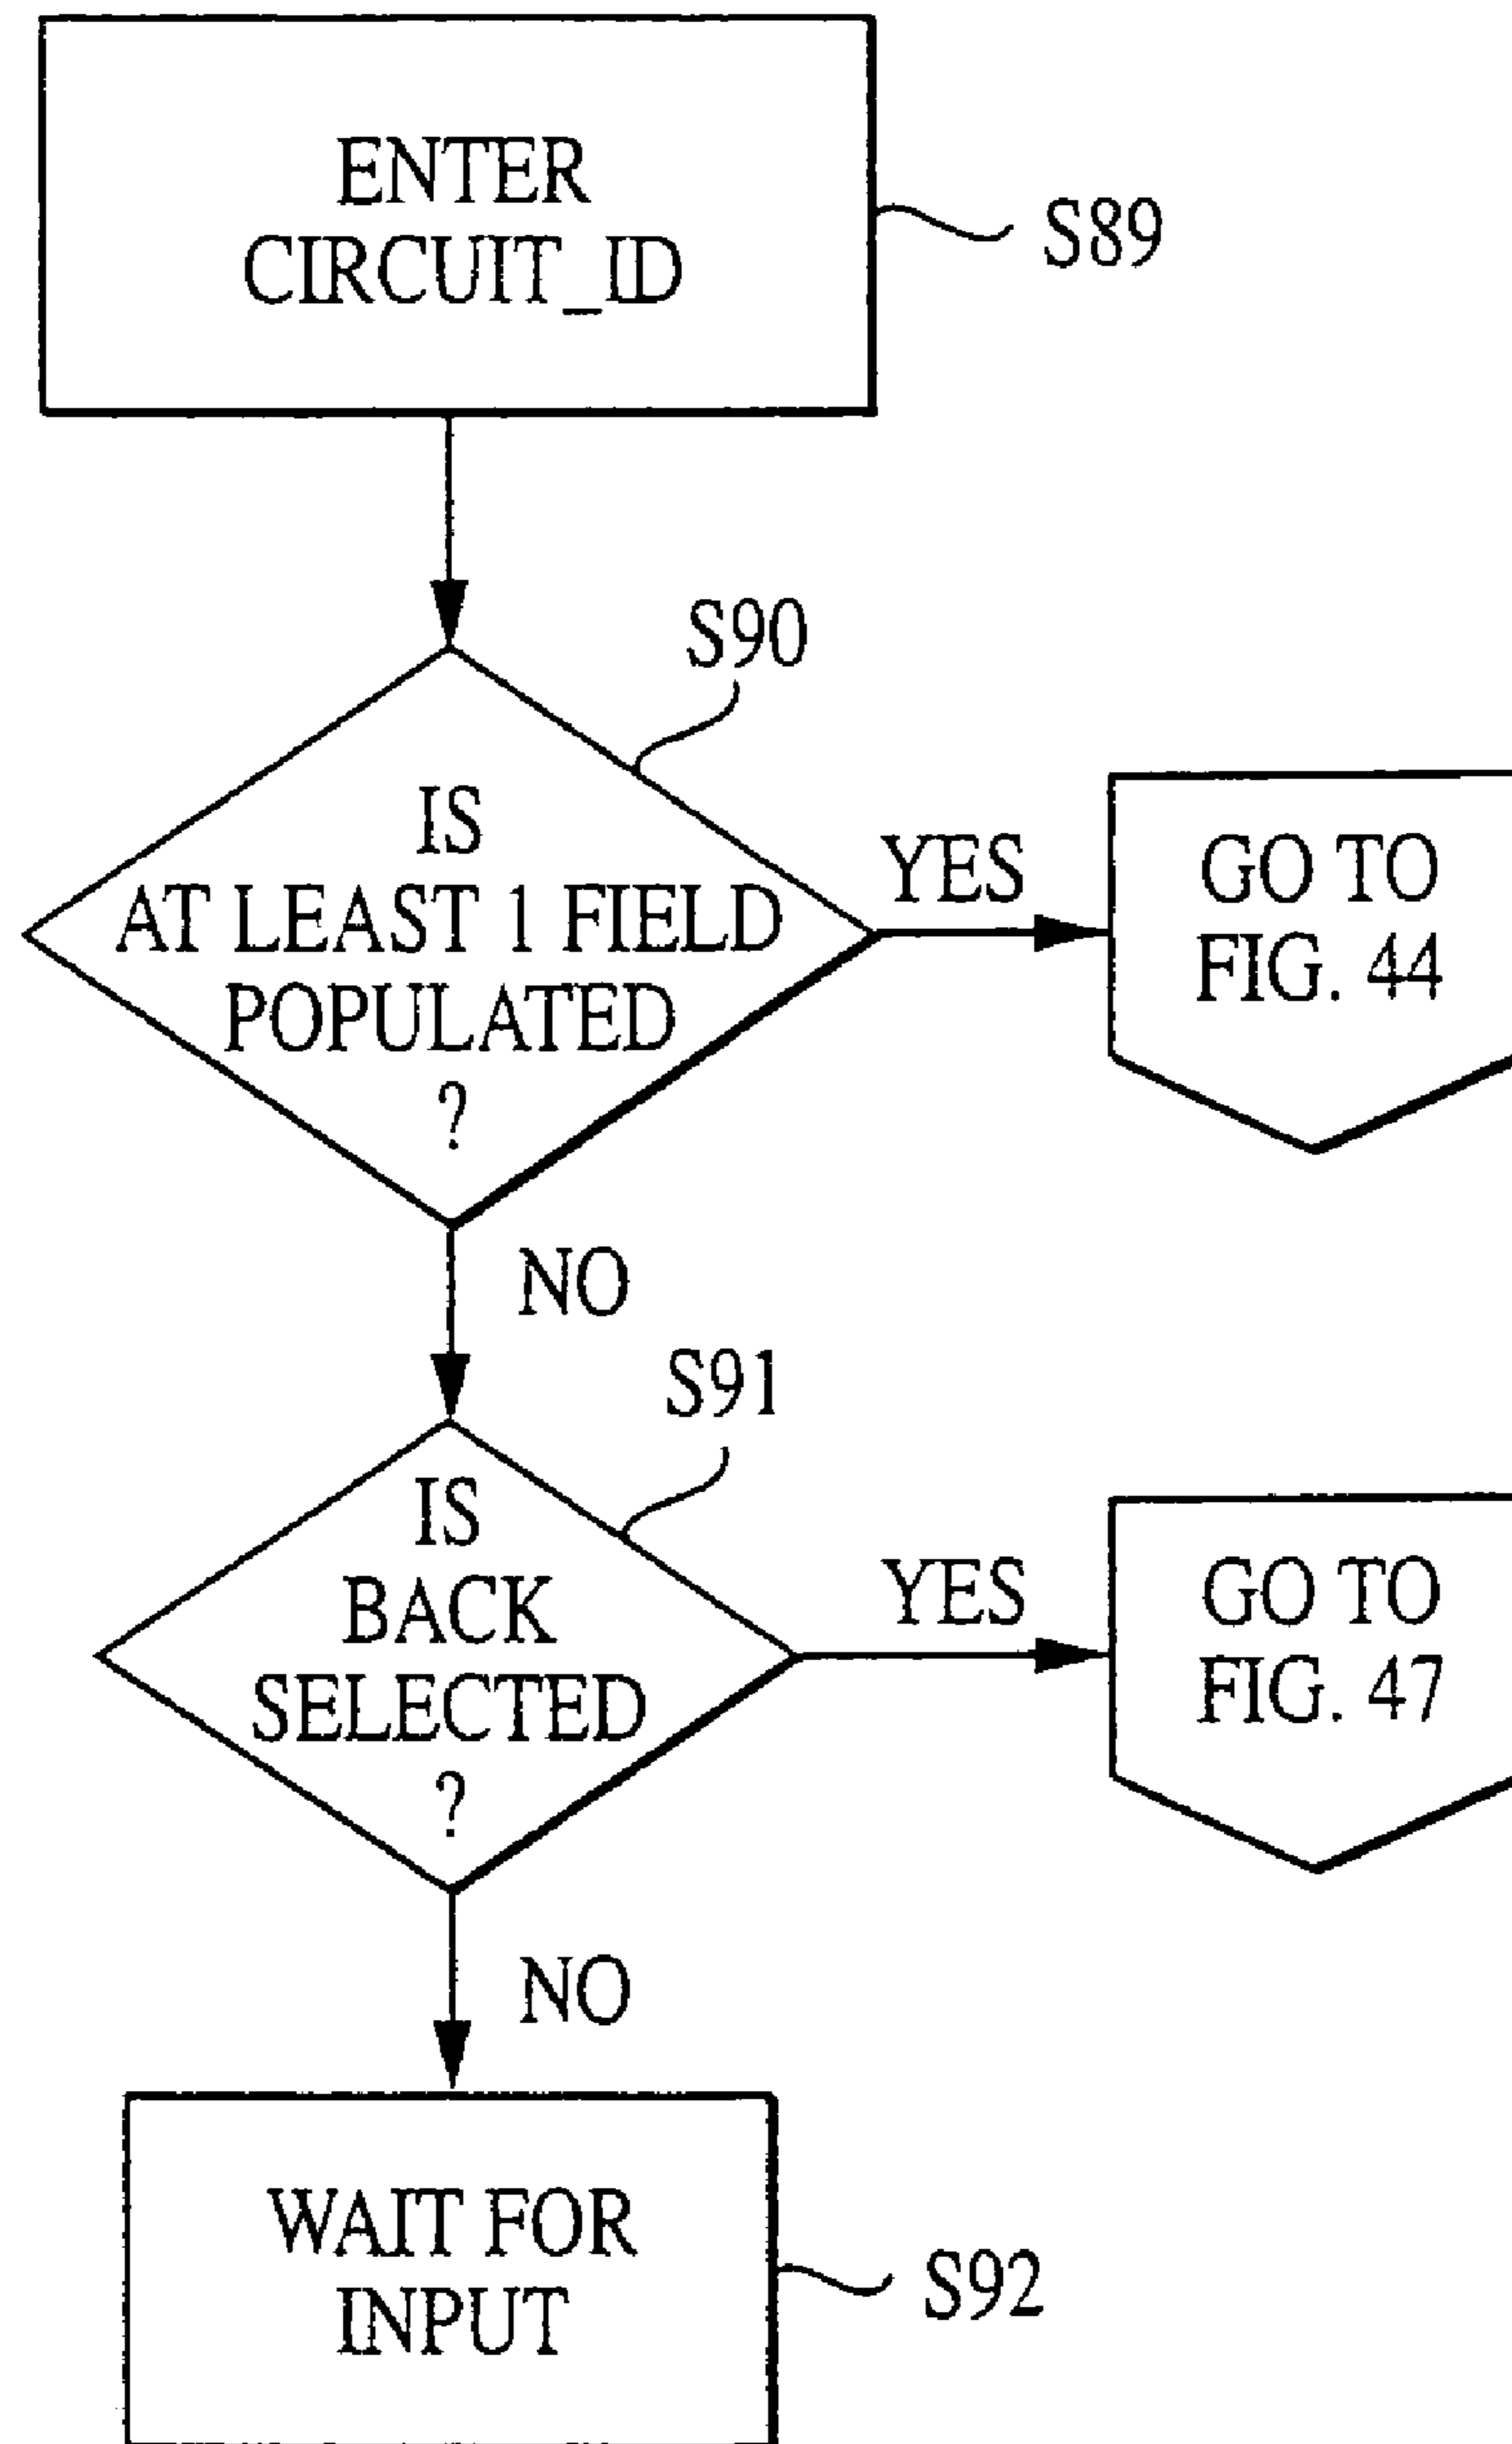 ENTER
CIRCUIT_ID
S89
S90
IS
AT LEAST 1 FIELD
POPULATED
?
YES
GO TO
FIG. 44
NO
S91
IS
BACK
SELECTED
?
YES
GO TO
FIG. 47
NO
WAIT FOR
INPUT
S92